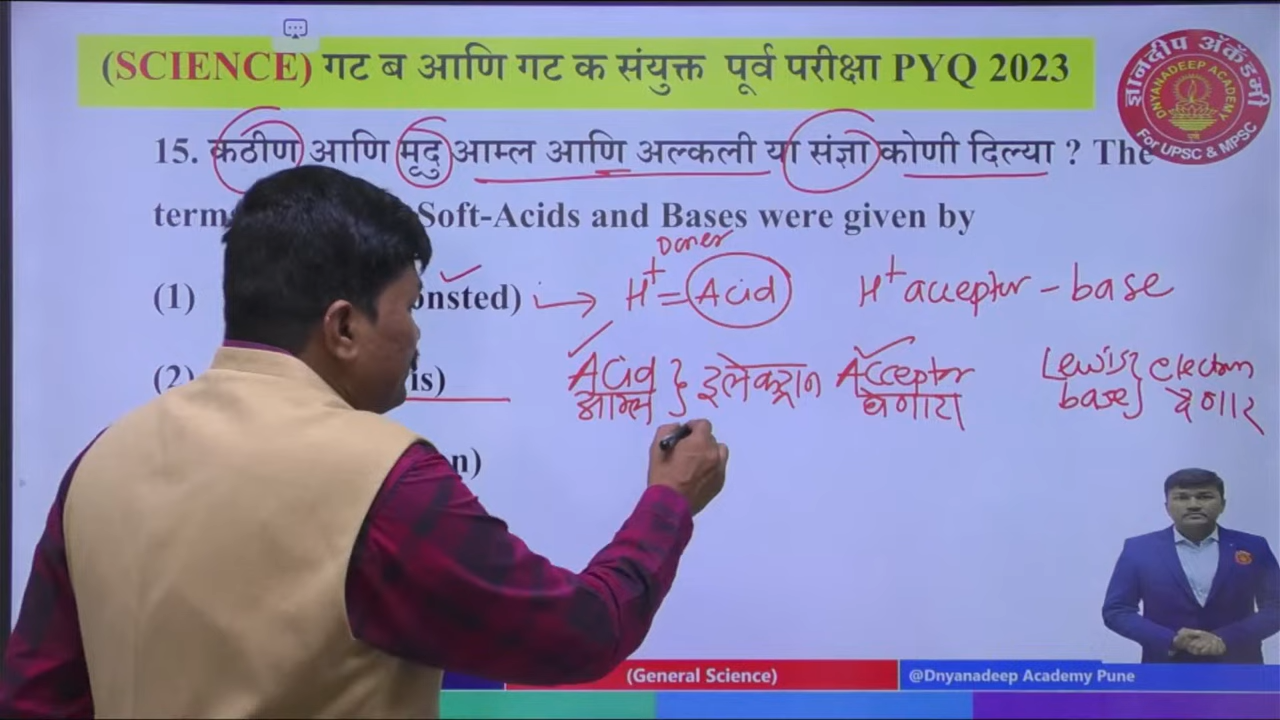 (SCIENCE) गट ब आणि गट क संयुक्त पूर्व परीक्षा PYQ 2023
ज्ञानदीप अ‍ॅकॅडमी
DNYANADEEP ACADEMY
For UPSC & MPSC
15. कठीण आणि मृदु आम्ल आणि अल्कली या संज्ञा कोणी दिल्या ? The
term Soft-Acids and Bases were given by
Doner
(1) onsted) → H+ = Acid H+ acceptor - base
(2) is) Acid } इलेक्ट्रान Acceptor Lewis } electron
आम्ल base }
n)
(General Science) @Dnyanadeep Academy Pune